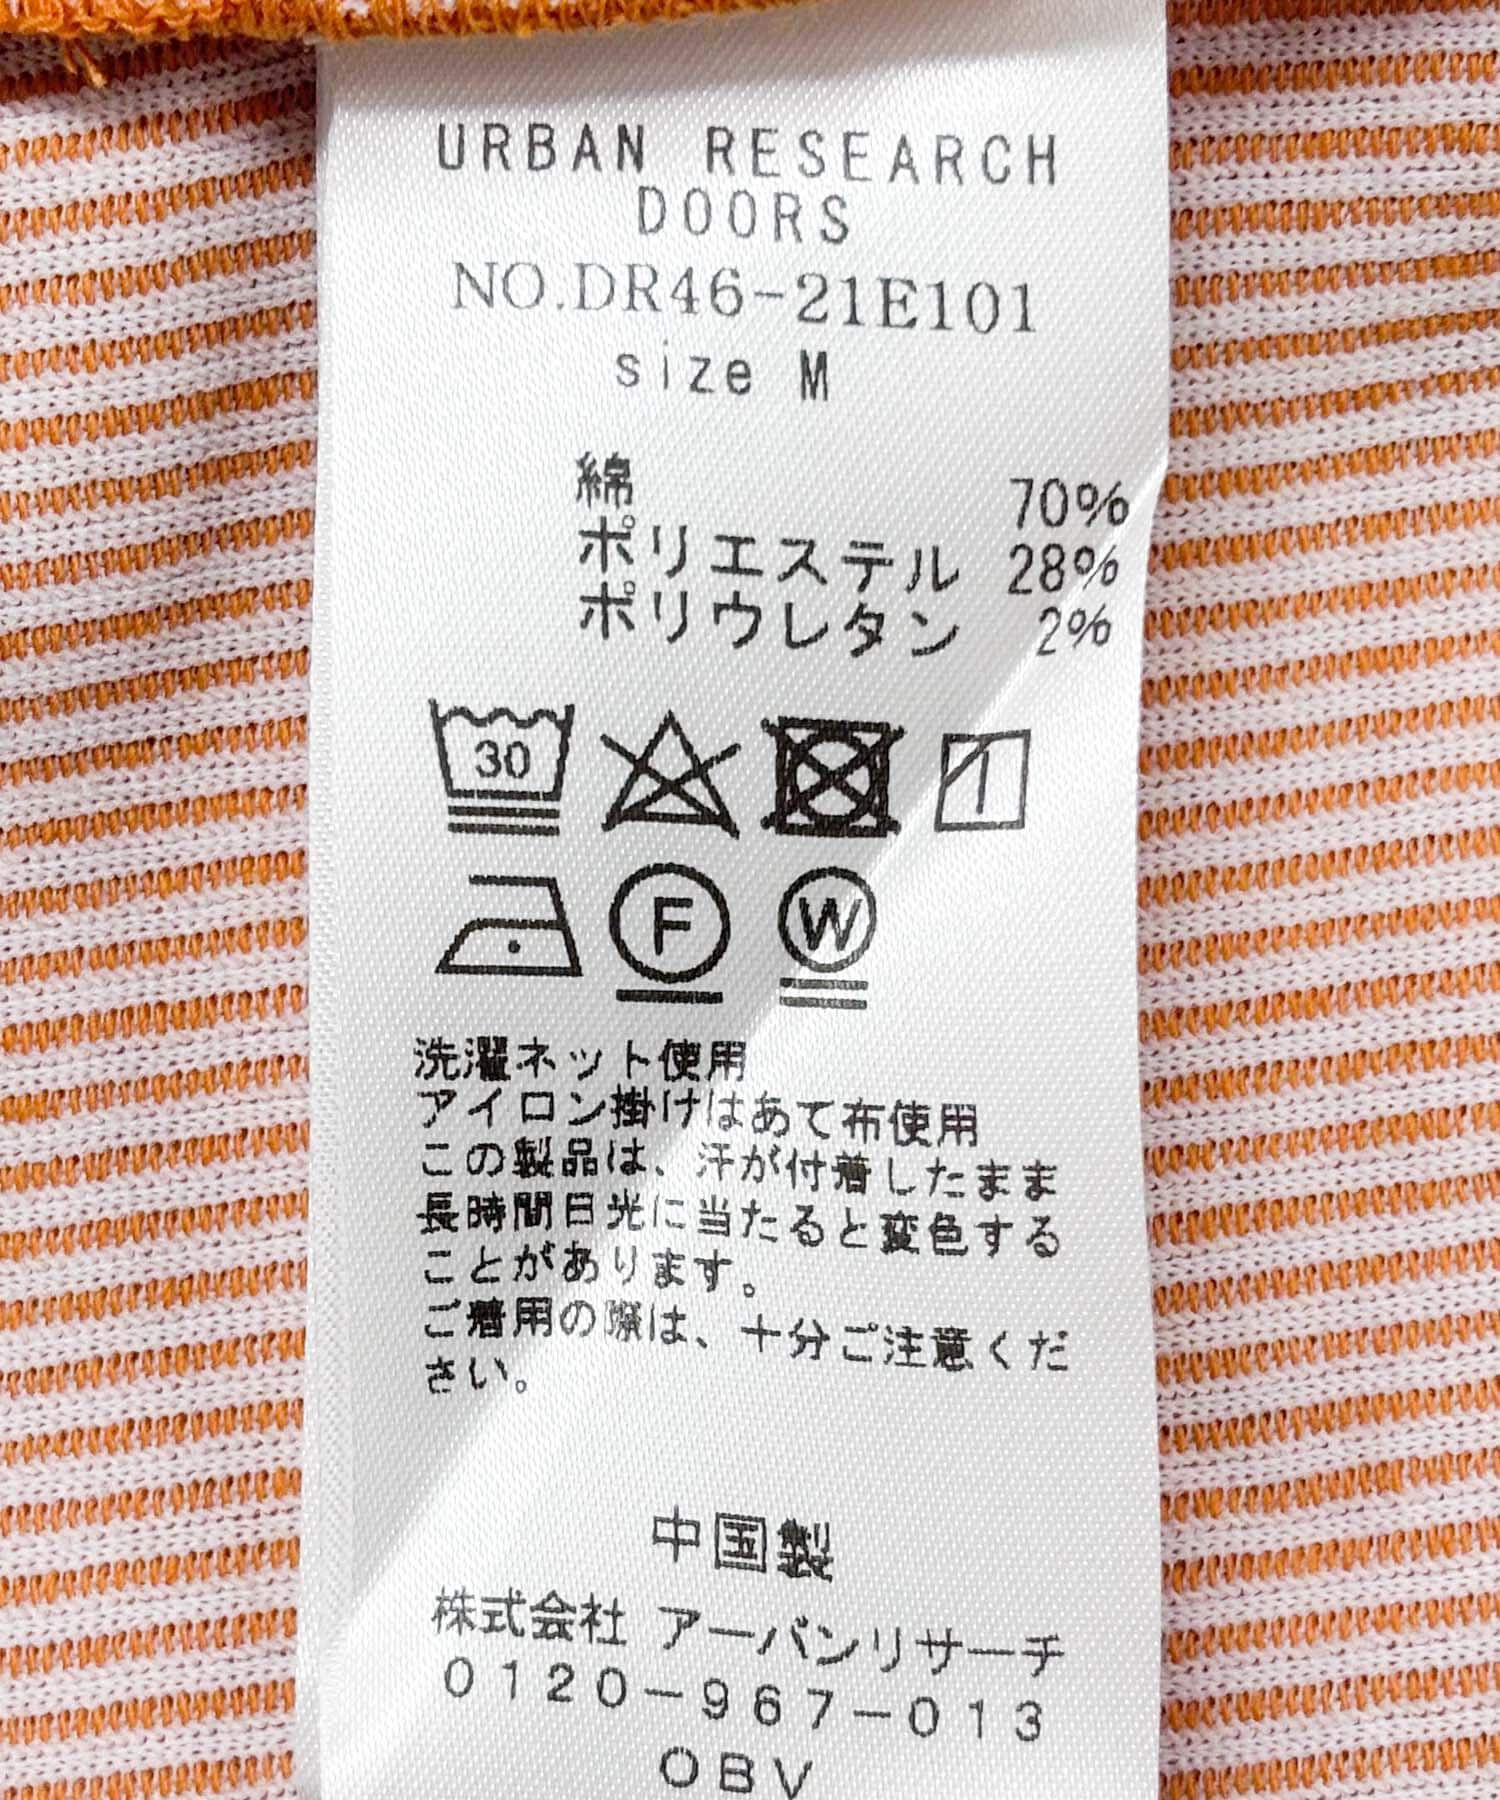 URBAN RESEARCH
DOORS
NO.DR46-21E101
size M
綿 70%
ポリエステル 28%
ポリウレタン 2%
30
F W
洗濯ネット使用
アイロン掛けはあて布使用
この製品は、汗が付着したまま
長時間日光に当たると変色する
ことがあります。
ご着用の際は、十分ご注意くだ
さい。
中国製
株式会社 アーバンリサーチ
0120-967-013
OBV